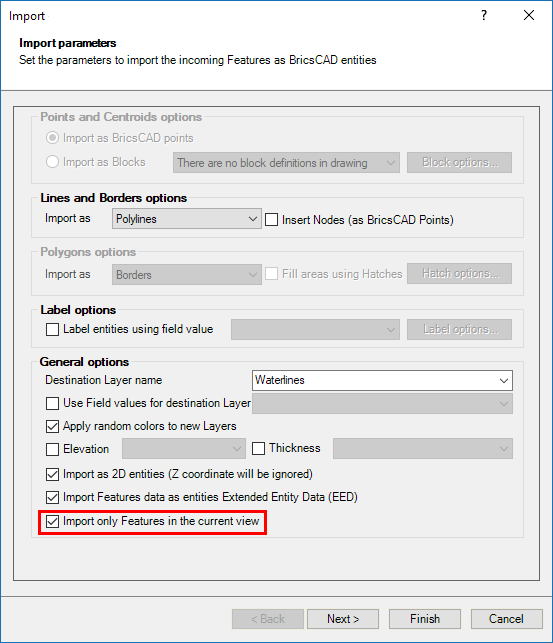 Import ?
Import parameters
Set the parameters to import the incoming Features as BricsCAD entities
Points and Centroids options
Import as BricsCAD points
Import as Blocks There are no block definitions in drawing Block options...
Lines and Borders options
Import as Polylines Insert Nodes (as BricsCAD Points)
Polygons options
Import as Borders Fill areas using Hatches Hatch options...
Label options
Label entities using field value Label options...
General options
Destination Layer name Waterlines
Use Field values for destination Layer
Apply random colors to new Layers
Elevation Thickness
Import as 2D entities (Z coordinate will be ignored)
Import Features data as entities Extended Entity Data (EED)
Import only Features in the current view
< Back Next > Finish Cancel